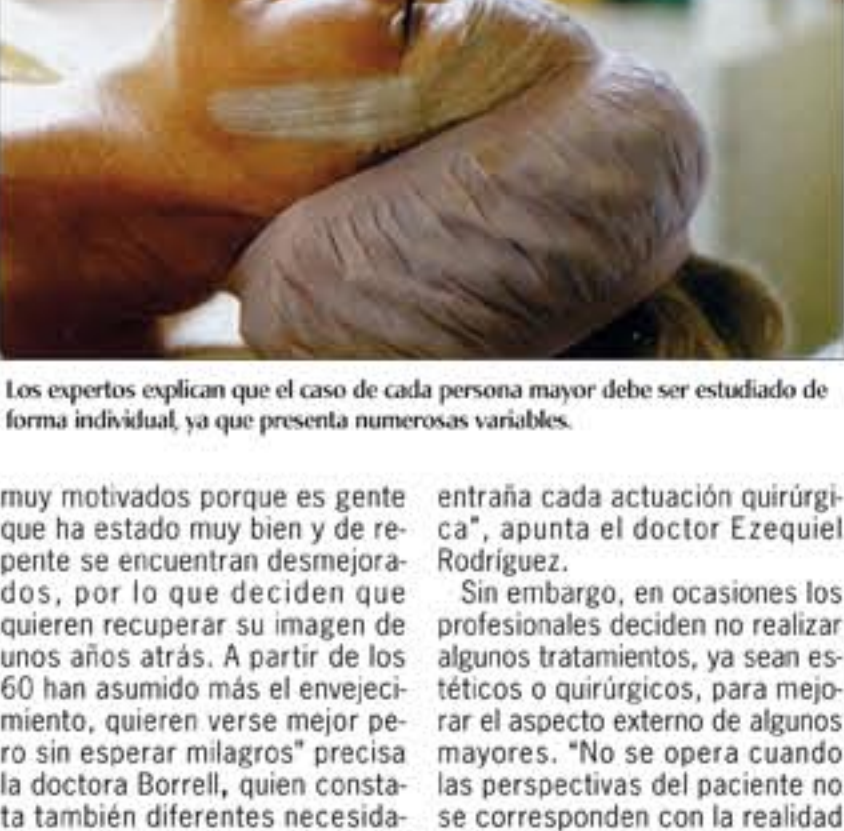 Los expertos explican que el caso de cada persona mayor debe ser estudiado de
forma individual, ya que presenta numerosas variables.
muy motivados porque es gente
que ha estado muy bien y de re-
pente se encuentran desmejora-
dos, por lo que deciden que
quieren recuperar su imagen de
unos años atrás. A partir de los
60 han asumido más el envejeci-
miento, quieren verse mejor pe-
ro sin esperar milagros" precisa
la doctora Borrell, quien consta-
ta también diferentes necesida-
entraña cada actuación quirúrgi-
ca", apunta el doctor Ezequiel
Rodríguez.
Sin embargo, en ocasiones los
profesionales deciden no realizar
algunos tratamientos, ya sean es-
téticos o quirúrgicos, para mejo-
rar el aspecto externo de algunos
mayores. "No se opera cuando
las perspectivas del paciente no
se corresponden con la realidad